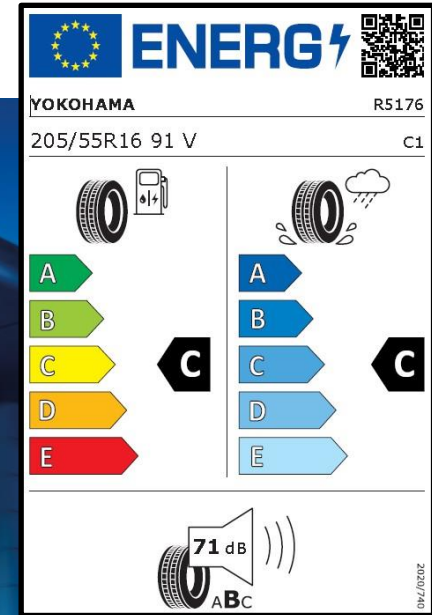 ENERG
YOKOHAMA R5176
205/55R16 91 V C1
A A
B B
C C C C
D D
E E
71 dB
ABC
2020/740